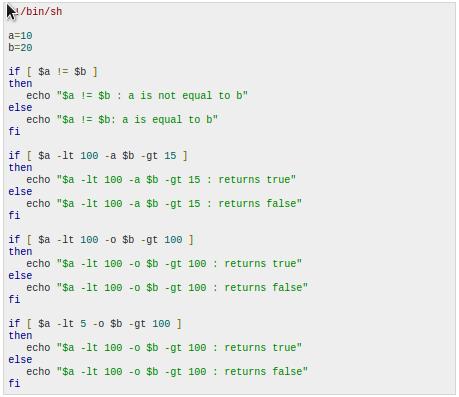 !/bin/sh
a=10
b=20
if [ $a != $b ]
then
echo "$a != $b : a is not equal to b"
else
echo "$a != $b: a is equal to b"
fi
if [ $a -lt 100 -a $b -gt 15 ]
then
echo "$a -lt 100 -a $b -gt 15 : returns true"
else
echo "$a -lt 100 -a $b -gt 15 : returns false"
fi
if [ $a -lt 100 -o $b -gt 100 ]
then
echo "$a -lt 100 -o $b -gt 100 : returns true"
else
echo "$a -lt 100 -o $b -gt 100 : returns false"
fi
if [ $a -lt 5 -o $b -gt 100 ]
then
echo "$a -lt 100 -o $b -gt 100 : returns true"
else
echo "$a -lt 100 -o $b -gt 100 : returns false"
fi